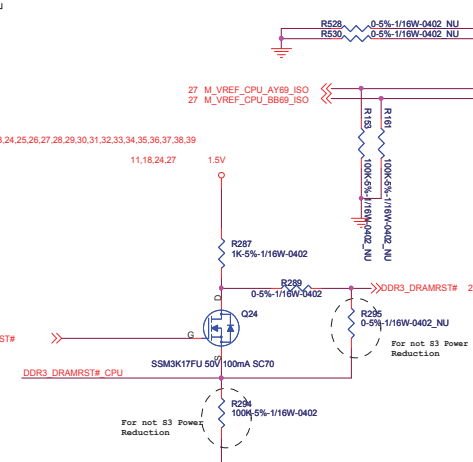 R528 0-5%-1/16W-0402_NU
R530 0-5%-1/16W-0402_NU
27 M_VREF_CPU_AY69_ISO
27 M_VREF_CPU_BB69_ISO
R153
100K-5%-1/16W-0402_NU
R161
100K-5%-1/16W-0402_NU
,24,25,26,27,28,29,30,31,32,33,34,35,36,37,38,39
11,18,24,27 1.5V
R287
1K-5%-1/16W-0402
R289
0-5%-1/16W-0402
DDR3_DRAMRST# 2
D
Q24
G
S
R295
0-5%-1/16W-0402_NU
For not S3 Power
Reduction
ST#
SSM3K17FU 50V 100mA SC70
DDR3_DRAMRST#_CPU
R294
100K-5%-1/16W-0402
For not S3 Power
Reduction